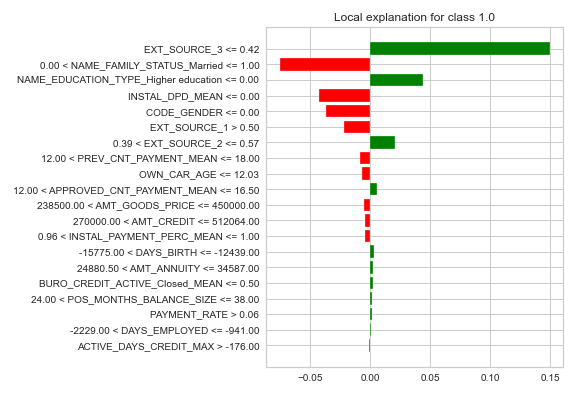 Local explanation for class 1.0
EXT_SOURCE_3 <= 0.42
0.00 < NAME_FAMILY_STATUS_Married <= 1.00
NAME_EDUCATION_TYPE_Higher education <= 0.00
INSTAL_DPD_MEAN <= 0.00
CODE_GENDER <= 0.00
EXT_SOURCE_1 > 0.50
0.39 < EXT_SOURCE_2 <= 0.57
12.00 < PREV_CNT_PAYMENT_MEAN <= 18.00
OWN_CAR_AGE <= 12.03
12.00 < APPROVED_CNT_PAYMENT_MEAN <= 16.50
238500.00 < AMT_GOODS_PRICE <= 450000.00
270000.00 < AMT_CREDIT <= 512064.00
0.96 < INSTAL_PAYMENT_PERC_MEAN <= 1.00
-15775.00 < DAYS_BIRTH <= -12439.00
24880.50 < AMT_ANNUITY <= 34587.00
BURO_CREDIT_ACTIVE_Closed_MEAN <= 0.50
24.00 < POS_MONTHS_BALANCE_SIZE <= 38.00
PAYMENT_RATE > 0.06
-2229.00 < DAYS_EMPLOYED <= -941.00
ACTIVE_DAYS_CREDIT_MAX > -176.00
−0.05 0.00 0.05 0.10 0.15